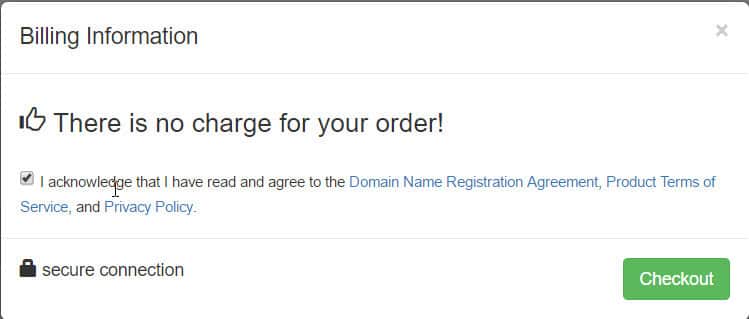 Billing Information
×
There is no charge for your order!
I acknowledge that I have read and agree to the Domain Name Registration Agreement, Product Terms of
Service, and Privacy Policy.
secure connection
Checkout